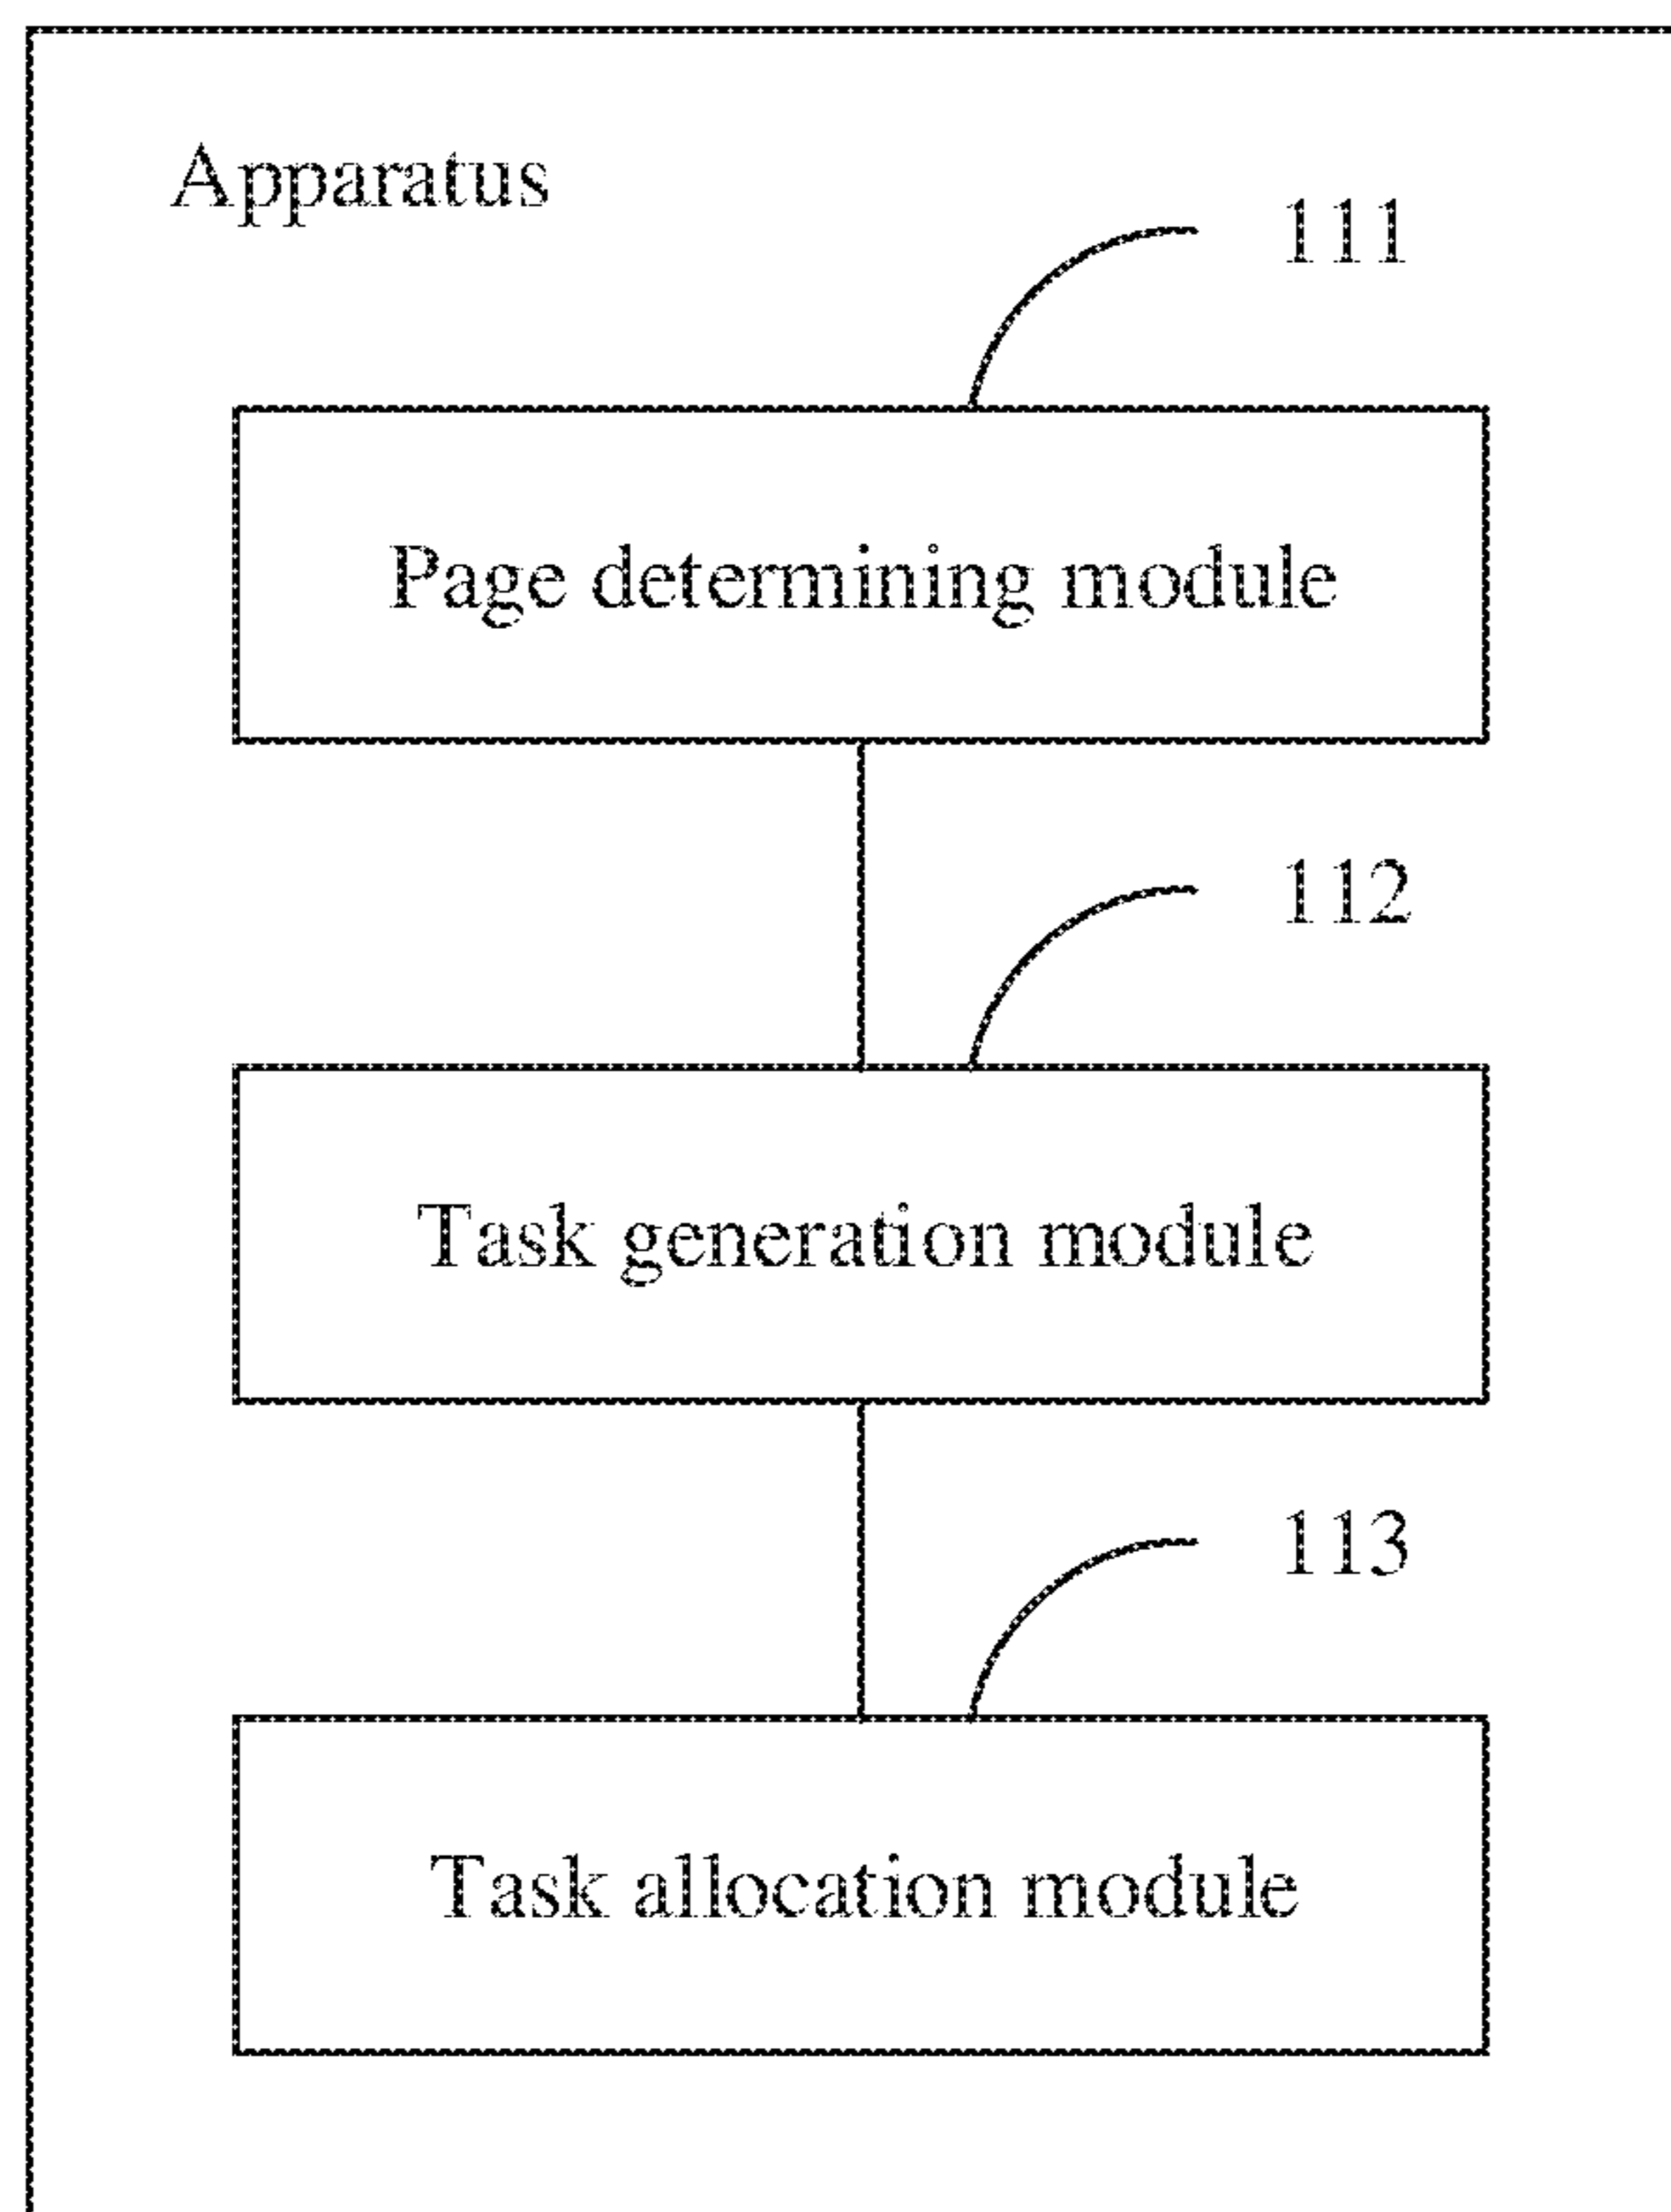 Apparatus
111
Page determining module
112
Task generation module
113
Task allocation module